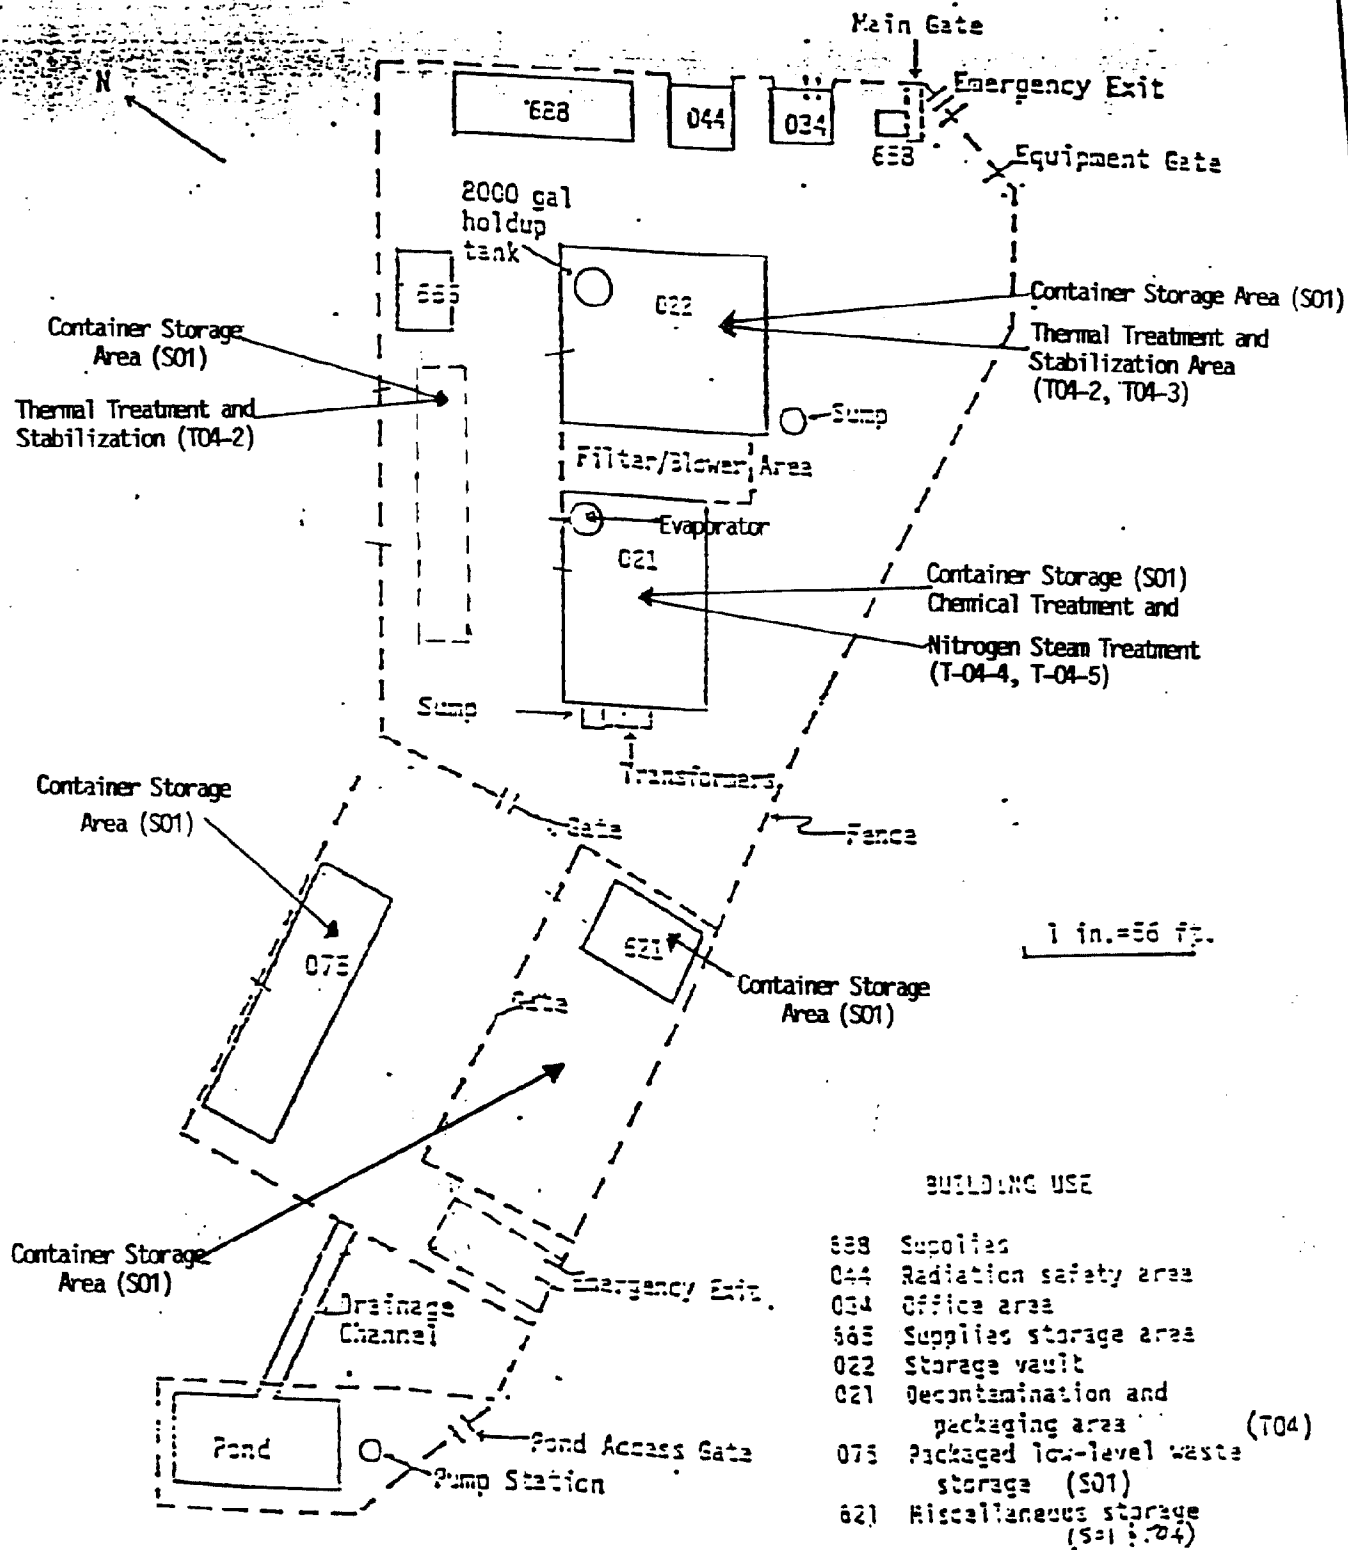 Main Gate
N
Emergency Exit
044
034
Equipment Gate
2000 gal
holdup
tank
022
Container Storage Area (S01)
Thermal Treatment and
Stabilization Area
(T04-2, T04-3)
Container Storage
Area (S01)
Thermal Treatment and
Stabilization (T04-2)
Sump
Filter/Blower Area
Evaporator
021
Container Storage (S01)
Chemical Treatment and
Nitrogen Steam Treatment
(T-04-4, T-04-5)
Sump
Transformers
Container Storage
Area (S01)
Gate
Fence
1 in.= ft.
621
Container Storage
Area (S01)
Gate
Container Storage
Area (S01)
Emergency Exit
Drainage
Channel
Pond
Pond Access Gate
Pump Station
BUILDING USE
Supplies
044 Radiation safety area
034 Office area
Supplies storage area
022 Storage vault
021 Decontamination and
packaging area (T04)
075 Packaged low-level waste
storage (S01)
621 Miscellaneous storage